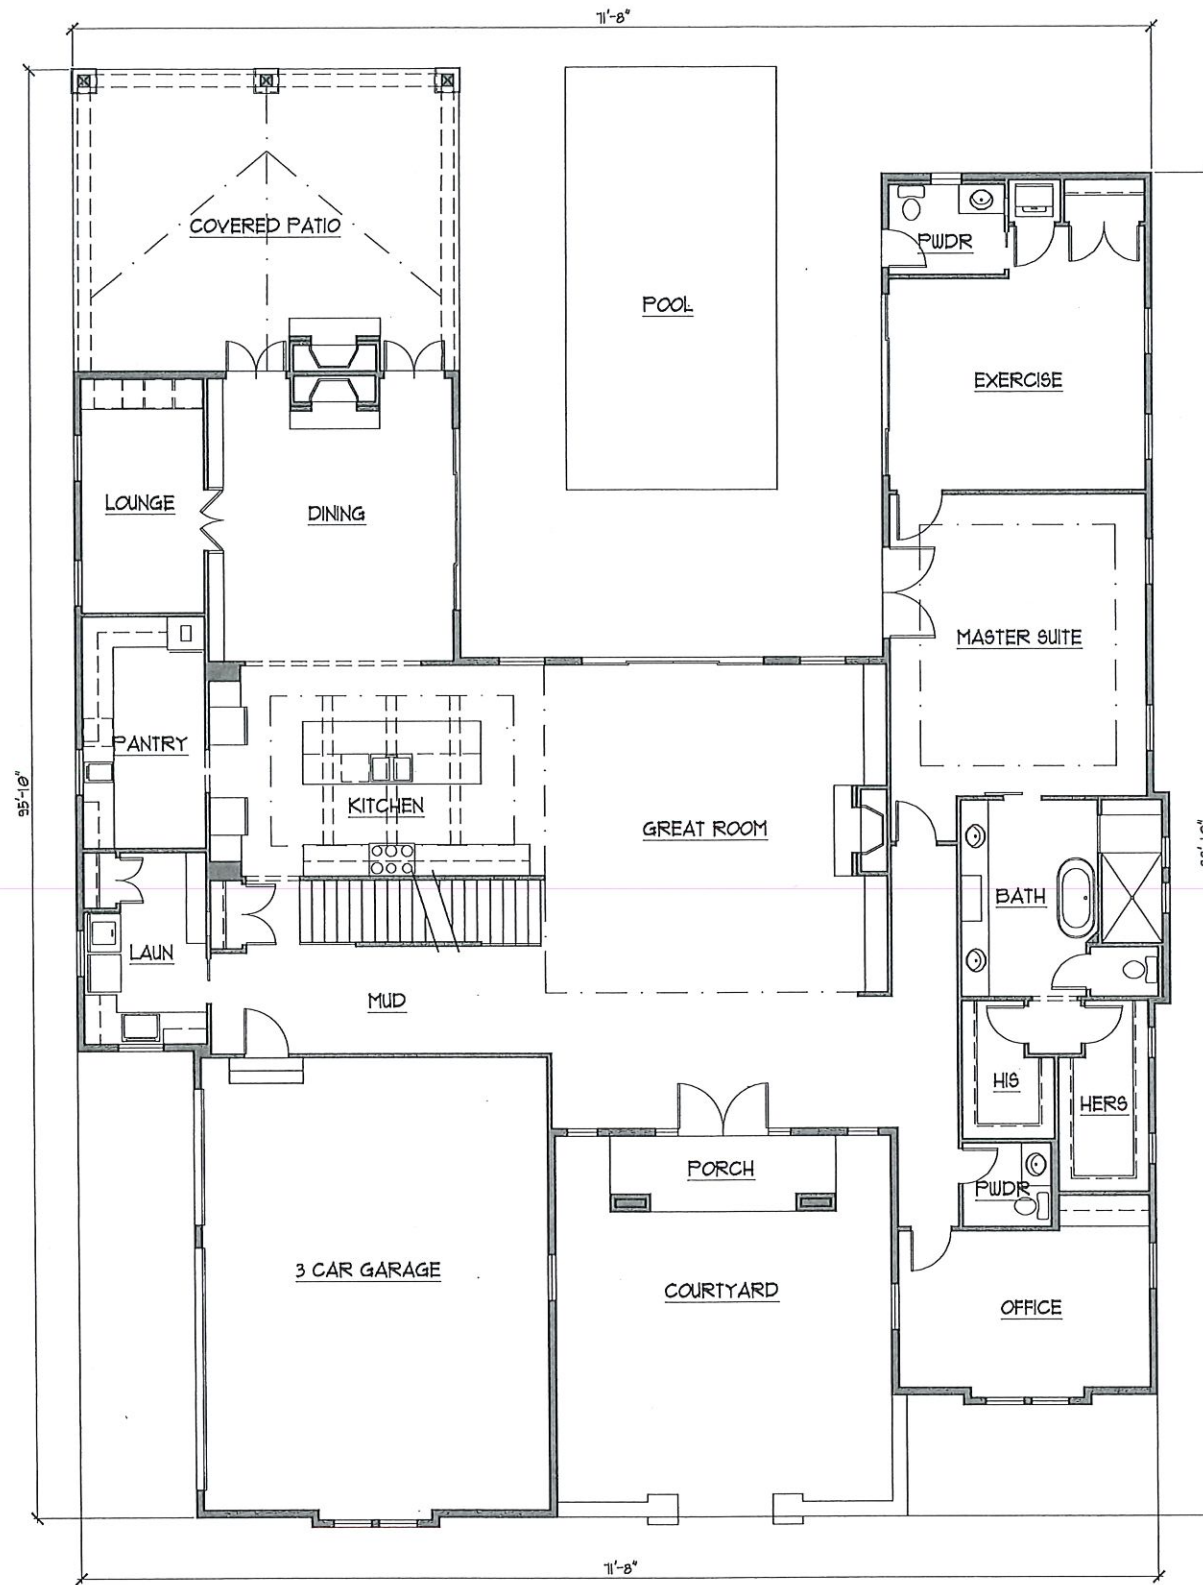 71'-8"
COVERED PATIO
PWDR
POOL
EXERCISE
LOUNGE
DINING
MASTER SUITE
PANTRY
95'-10"
KITCHEN
GREAT ROOM
BATH
LAUN
MUD
HIS
HERS
PORCH
PWDR
3 CAR GARAGE
COURTYARD
OFFICE
71'-8"